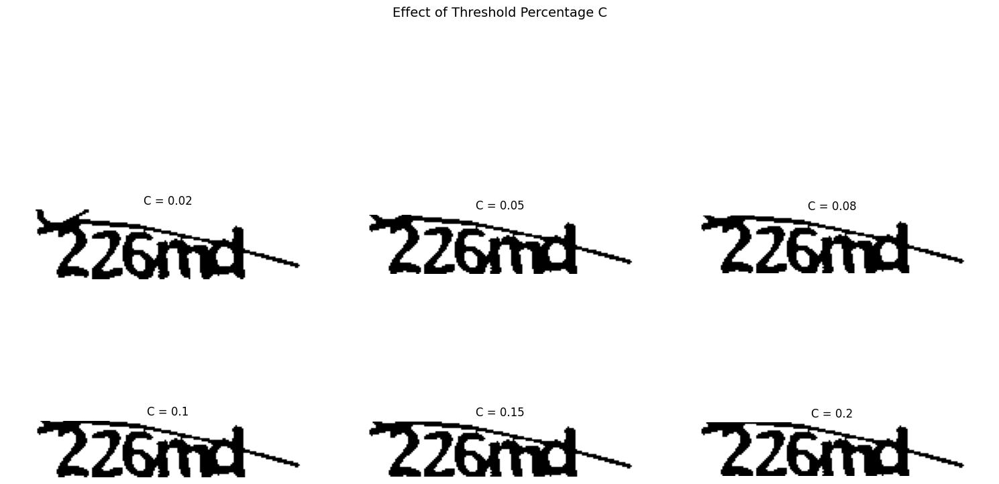 Effect of Threshold Percentage C
C = 0.02 C = 0.05 C = 0.08
226md 226md 226md
C = 0.1 C = 0.15 C = 0.2
226md 226md 226md